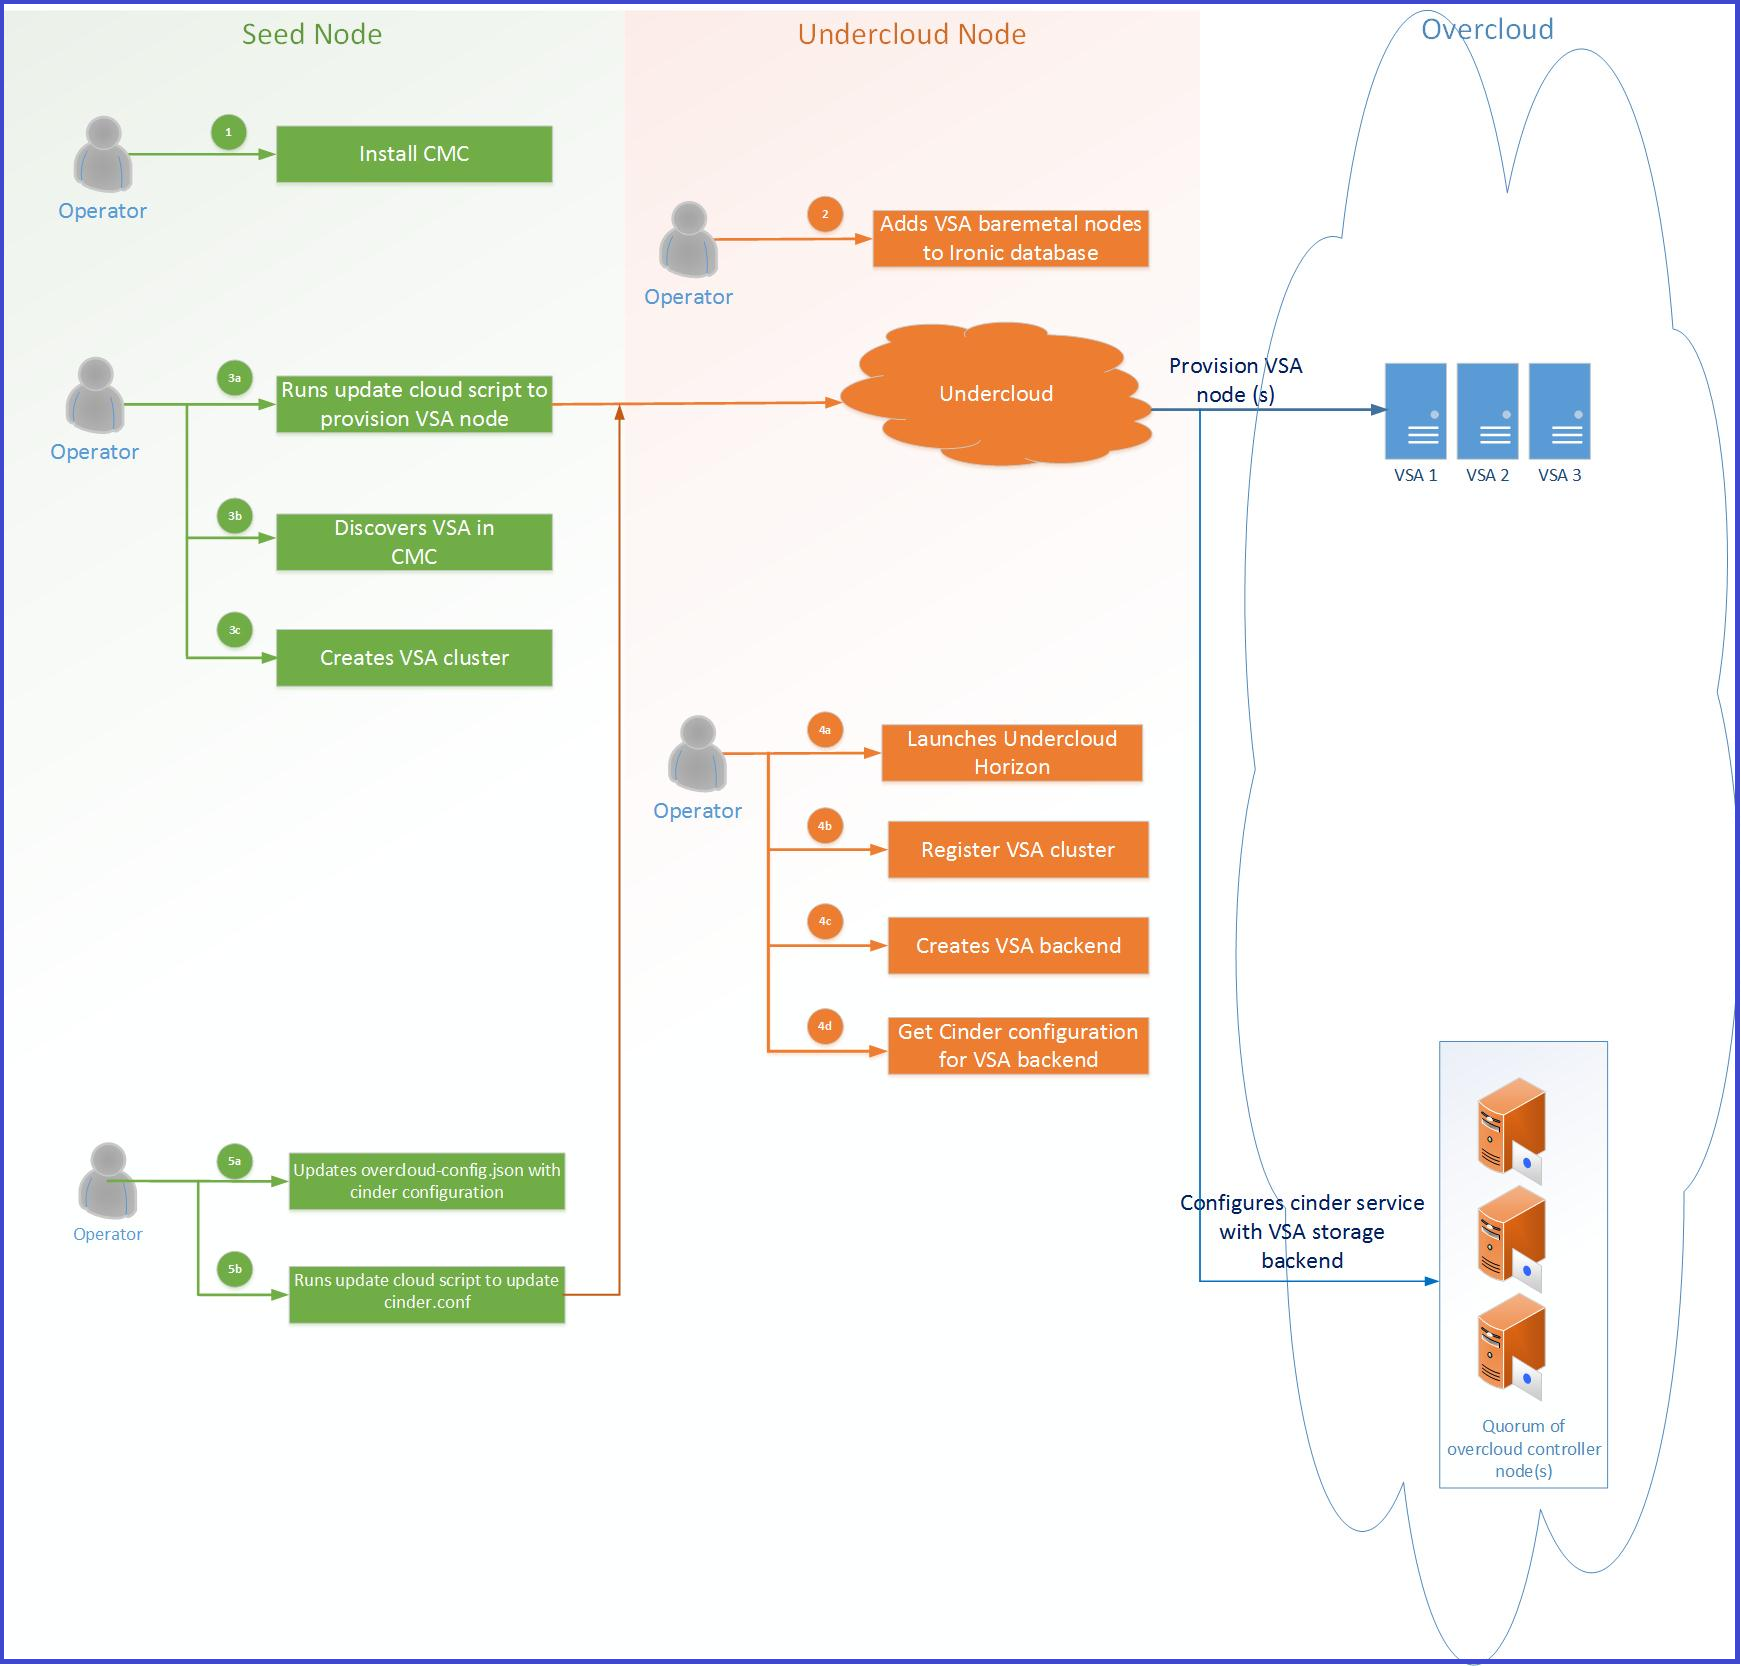 Seed Node
Undercloud Node
Overcloud
1
Install CMC
Operator
2
Adds VSA baremetal nodes
to Ironic database
Operator
3a
Runs update cloud script to
provision VSA node
Operator
Undercloud
Provision VSA
node (s)
VSA 1
VSA 2
VSA 3
3b
Discovers VSA in
CMC
3c
Creates VSA cluster
4a
Launches Undercloud
Horizon
Operator
4b
Register VSA cluster
4c
Creates VSA backend
4d
Get Cinder configuration
for VSA backend
5a
Updates overcloud-config.json with
cinder configuration
Operator
5b
Runs update cloud script to update
cinder.conf
Configures cinder service
with VSA storage
backend
Quorum of
overcloud controller
node(s)